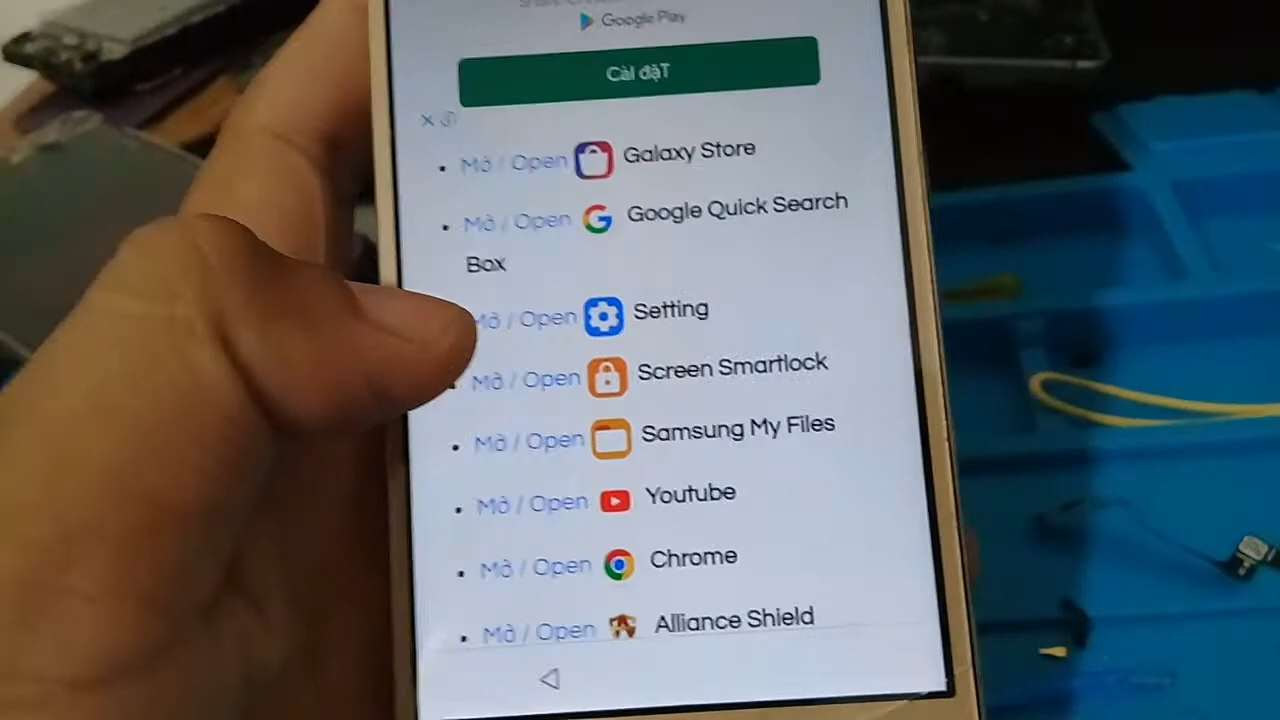 Google Play
Cài đặT
Mở / Open Galaxy Store
Mở / Open Google Quick Search
Box
Mở / Open Setting
Mở / Open Screen Smartlock
Mở / Open Samsung My Files
Mở / Open Youtube
Mở / Open Chrome
Mở / Open Alliance Shield